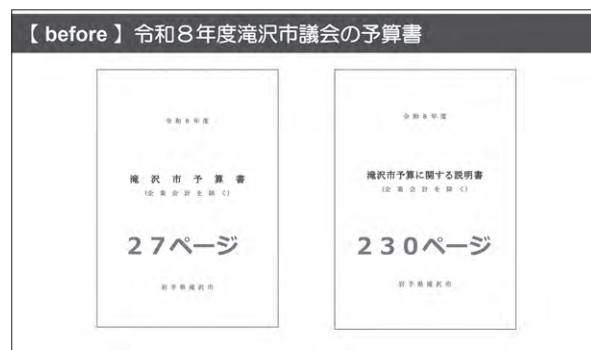 【 before 】令和８年度滝沢市議会の予算書
令 和 ８ 年 度
滝 沢 市 予 算 書
(企 業 会 計 を 除 く)
２７ページ
岩 手 県 滝 沢 市
令 和 ８ 年 度
滝沢市予算に関する説明書
(企 業 会 計 を 除 く)
２３０ページ
岩 手 県 滝 沢 市